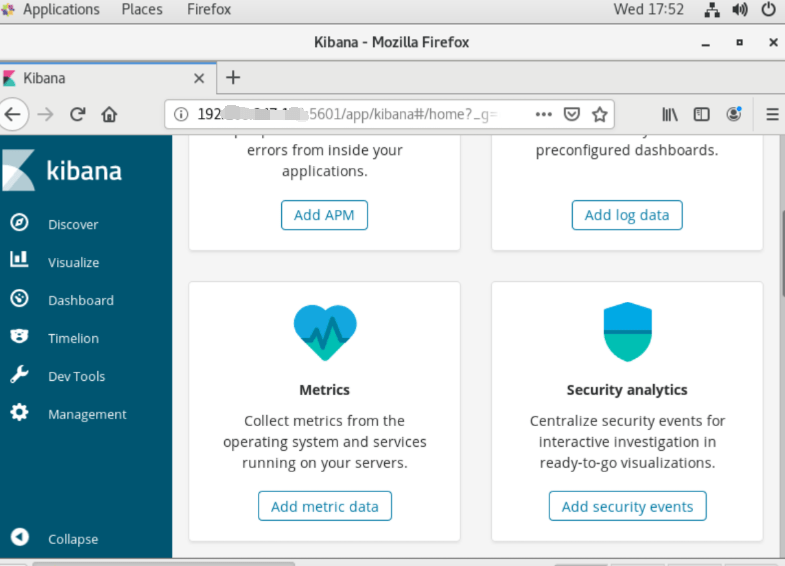 Applications Places Firefox Wed 17:52
Kibana - Mozilla Firefox
Kibana
192. 5601/app/kibana#/home?_g=
kibana
Discover
Visualize
Dashboard
Timelion
Dev Tools
Management
Collapse
errors from inside your
applications.
Add APM
preconfigured dashboards.
Add log data
Metrics
Collect metrics from the
operating system and services
running on your servers.
Add metric data
Security analytics
Centralize security events for
interactive investigation in
ready-to-go visualizations.
Add security events